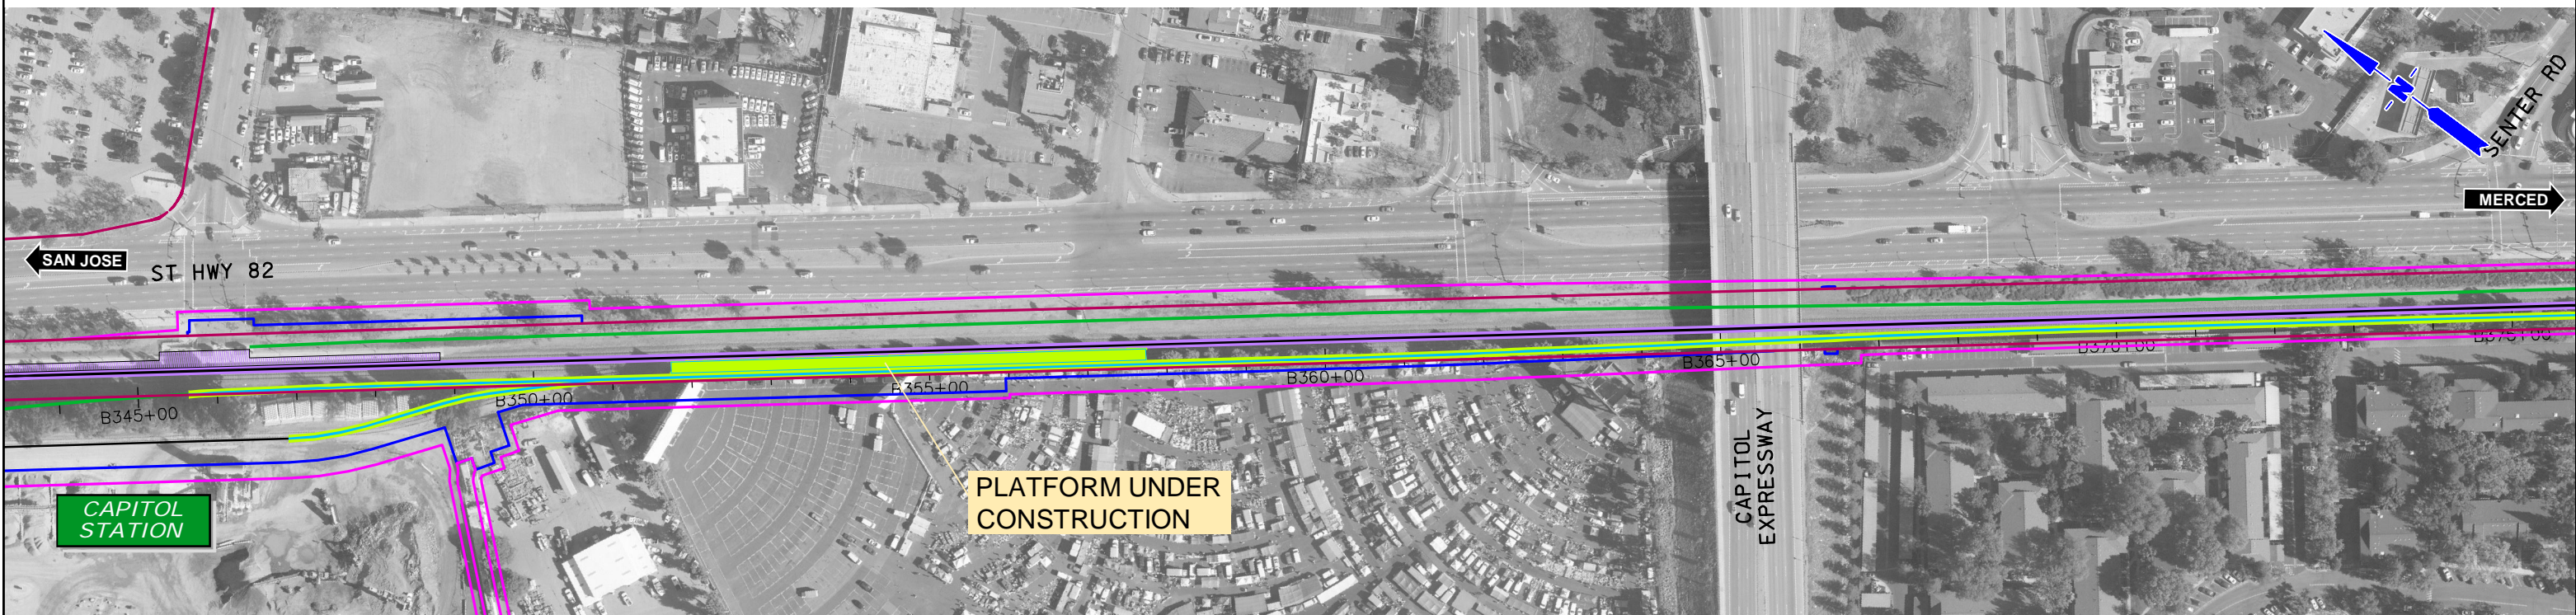 N
SENTER RD
MERCED
SAN JOSE
ST HWY 82
B345+00
B350+00
B355+00
B360+00
B365+00
B370+00
B375+00
CAPITOL
EXPRESSWAY
PLATFORM UNDER
CONSTRUCTION
CAPITOL
STATION